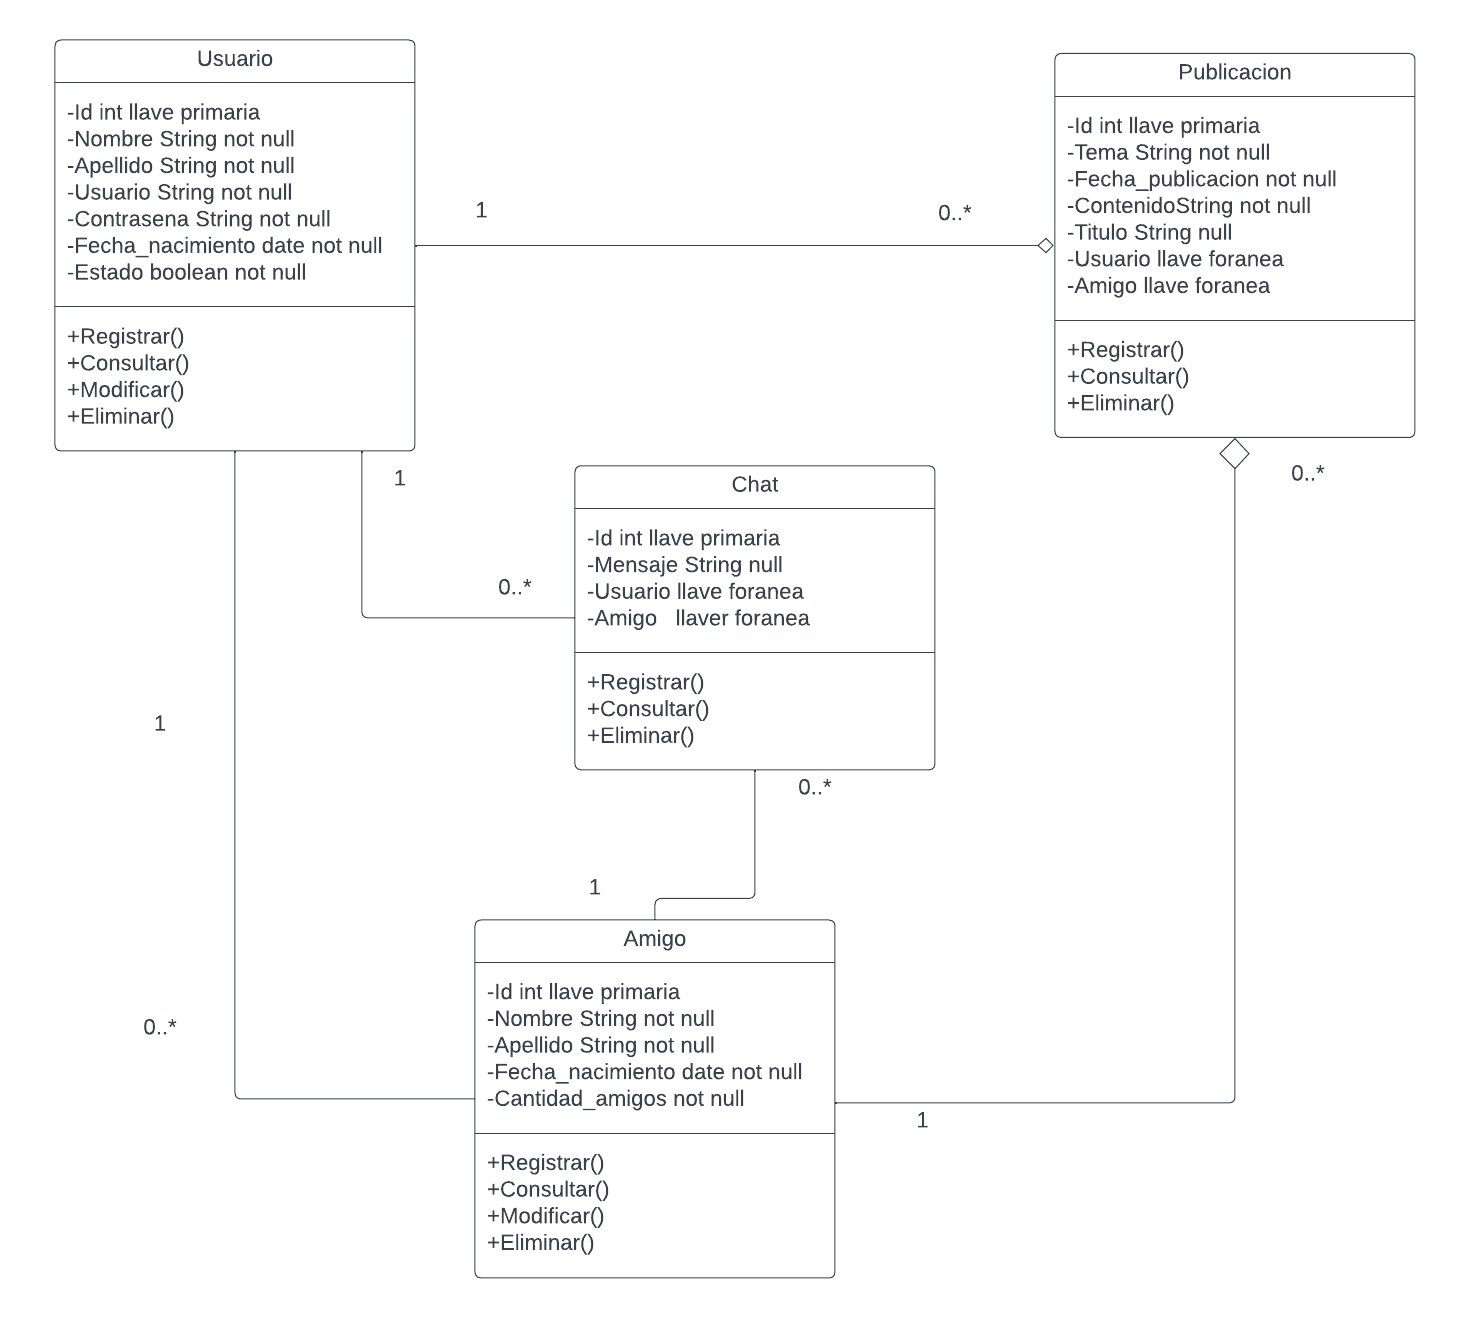 Usuario
-Id int llave primaria
-Nombre String not null
-Apellido String not null
-Usuario String not null
-Contrasena String not null
-Fecha_nacimiento date not null
-Estado boolean not null
+Registrar()
+Consultar()
+Modificar()
+Eliminar()
1
0..*
Publicacion
-Id int llave primaria
-Tema String not null
-Fecha_publicacion not null
-ContenidoString not null
-Titulo String null
-Usuario llave foranea
-Amigo llave foranea
+Registrar()
+Consultar()
+Eliminar()
0..*
1
0..*
Chat
-Id int llave primaria
-Mensaje String null
-Usuario llave foranea
-Amigo   llaver foranea
+Registrar()
+Consultar()
+Eliminar()
0..*
1
1
0..*
Amigo
-Id int llave primaria
-Nombre String not null
-Apellido String not null
-Fecha_nacimiento date not null
-Cantidad_amigos not null
+Registrar()
+Consultar()
+Modificar()
+Eliminar()
1